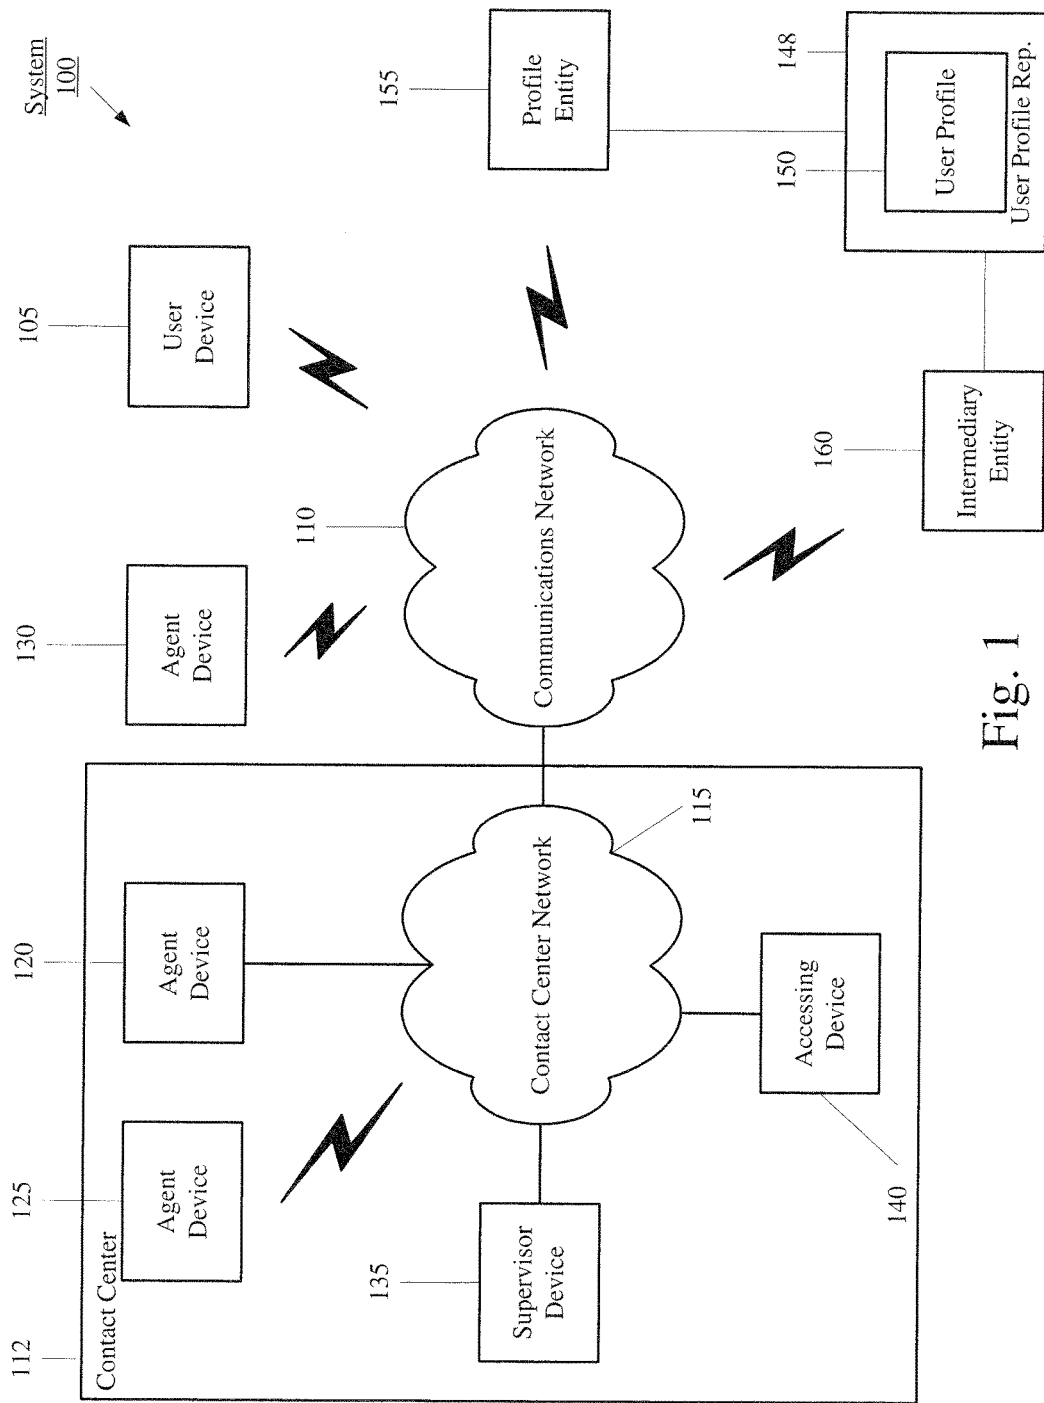 System
100
112
Contact Center
125
Agent
Device
120
Agent
Device
130
Agent
Device
105
User
Device
135
Supervisor
Device
Contact Center Network
115
110
Communications Network
155
Profile
Entity
140
Accessing
Device
160
Intermediary
Entity
150
148
User Profile
User Profile Rep.
Fig. 1